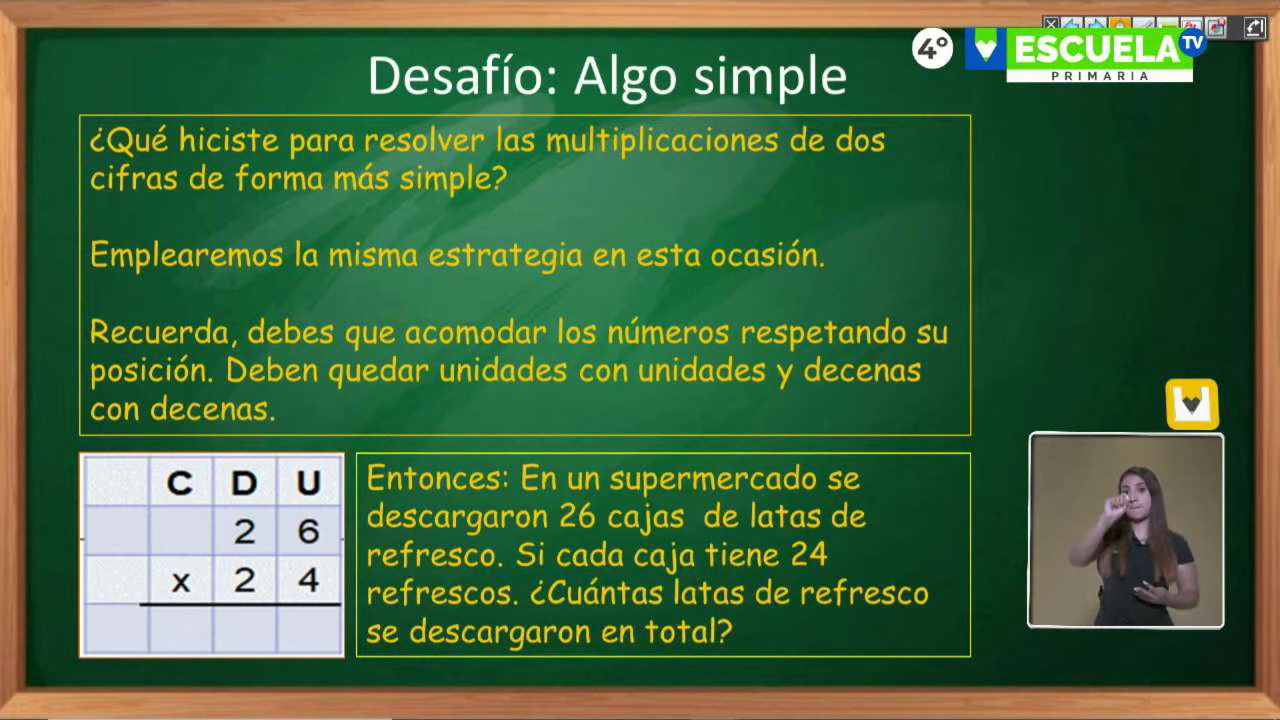 4°
ESCUELA TV
PRIMARIA
Desafío: Algo simple
¿Qué hiciste para resolver las multiplicaciones de dos
cifras de forma más simple?
Emplearemos la misma estrategia en esta ocasión.
Recuerda, debes que acomodar los números respetando su
posición. Deben quedar unidades con unidades y decenas
con decenas.
C D U
2 6
x 2 4
Entonces: En un supermercado se
descargaron 26 cajas de latas de
refresco. Si cada caja tiene 24
refrescos. ¿Cuántas latas de refresco
se descargaron en total?